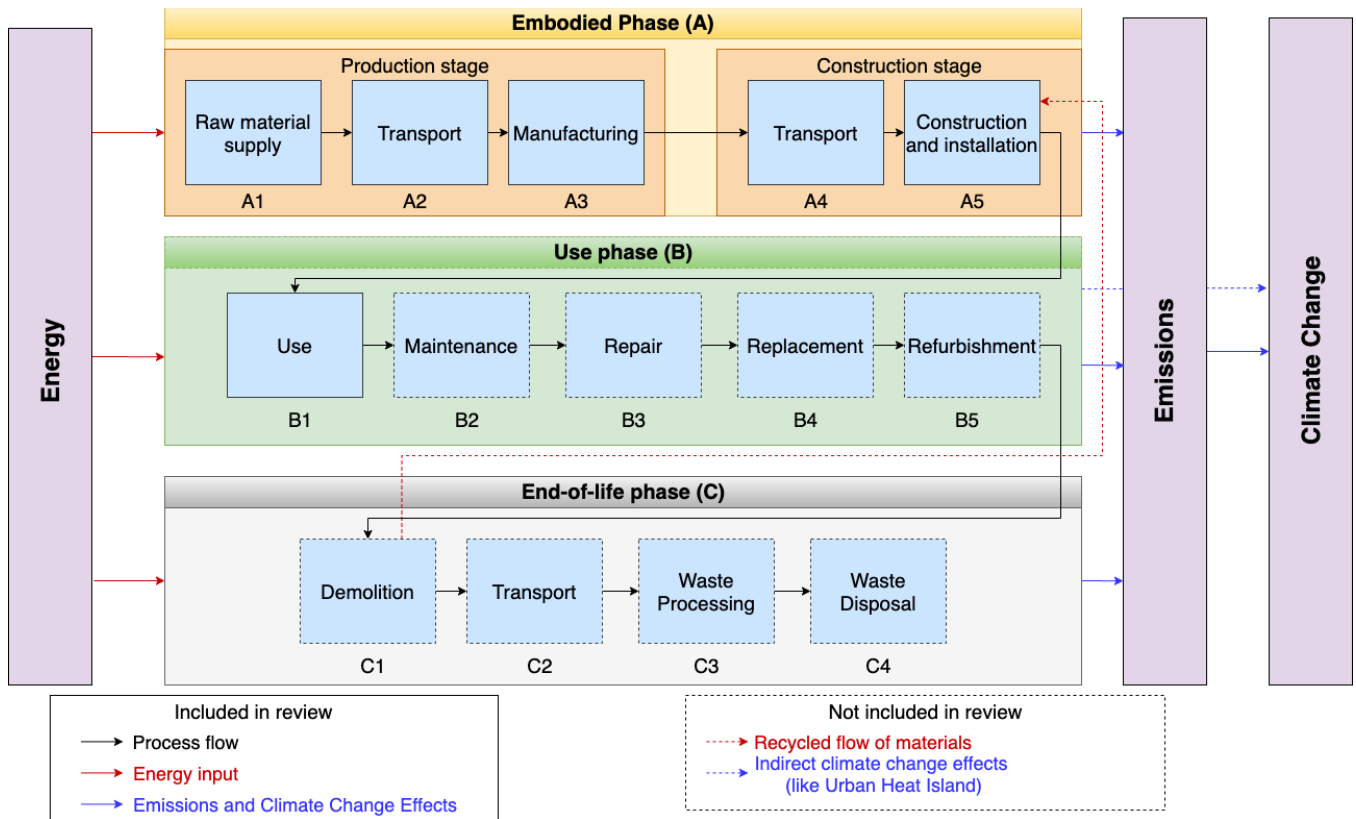 Embodied Phase (A)
Production stage
Construction stage
Raw material
supply
Transport
Manufacturing
Transport
Construction
and installation
A1
A2
A3
A4
A5
Use phase (B)
Use
Maintenance
Repair
Replacement
Refurbishment
B1
B2
B3
B4
B5
End-of-life phase (C)
Demolition
Transport
Waste
Processing
Waste
Disposal
C1
C2
C3
C4
Energy
Emissions
Climate Change
Included in review
Process flow
Energy input
Emissions and Climate Change Effects
Not included in review
Recycled flow of materials
Indirect climate change effects
(like Urban Heat Island)